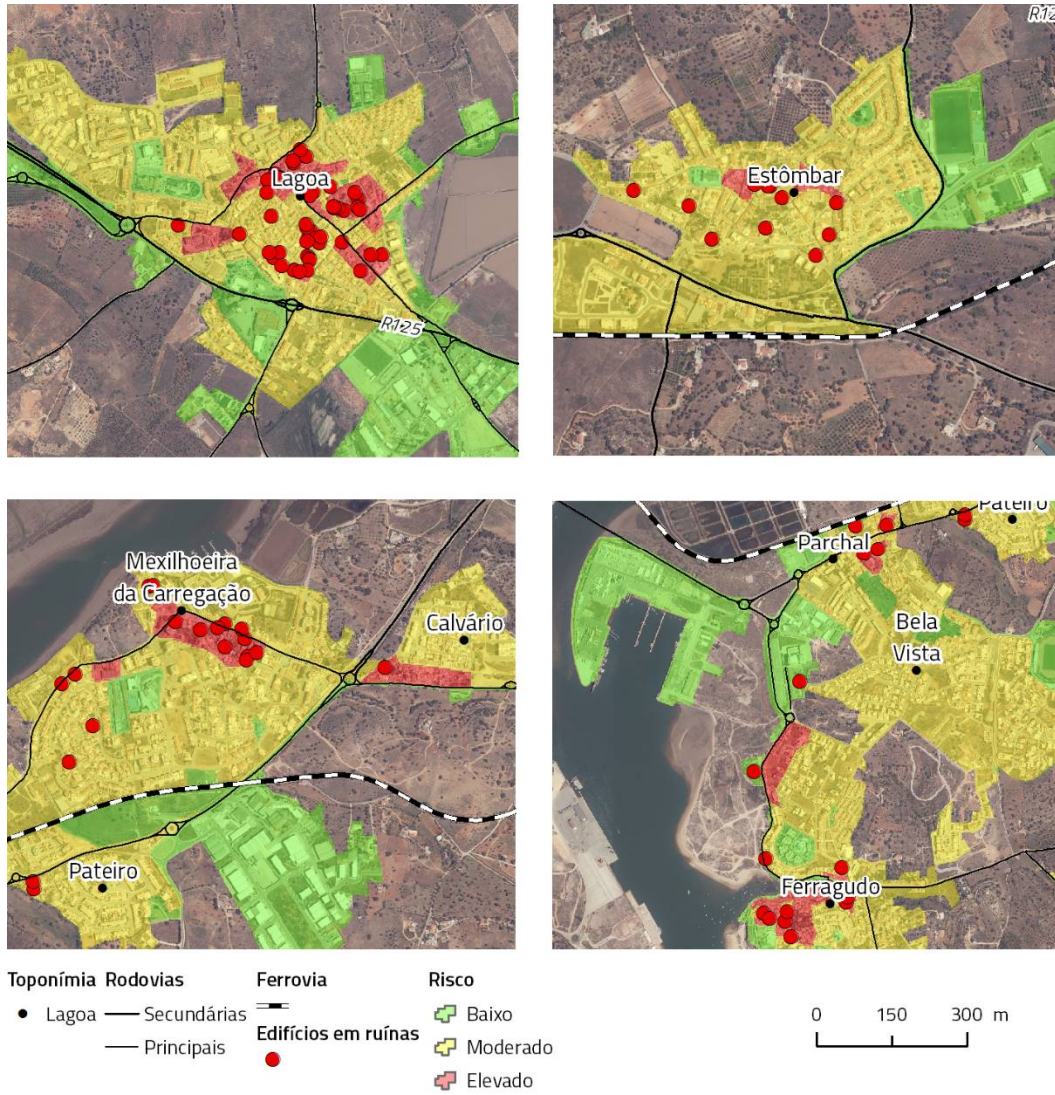 Lagoa
R125
R12
Estômbar
Mexilhoeira
da Carregação
Calvário
Pateiro
Pateiro
Parchal
Bela
Vista
Ferragudo
Toponímia
Lagoa
Rodovias
Secundárias
Principais
Ferrovia
Edifícios em ruínas
Risco
Baixo
Moderado
Elevado
0 150 300 m